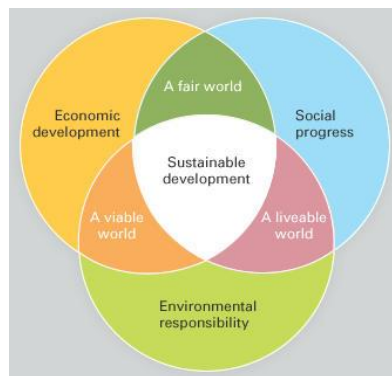 A fair world
Economic
development
Social
progress
Sustainable
development
A viable
world
A liveable
world
Environmental
responsibility